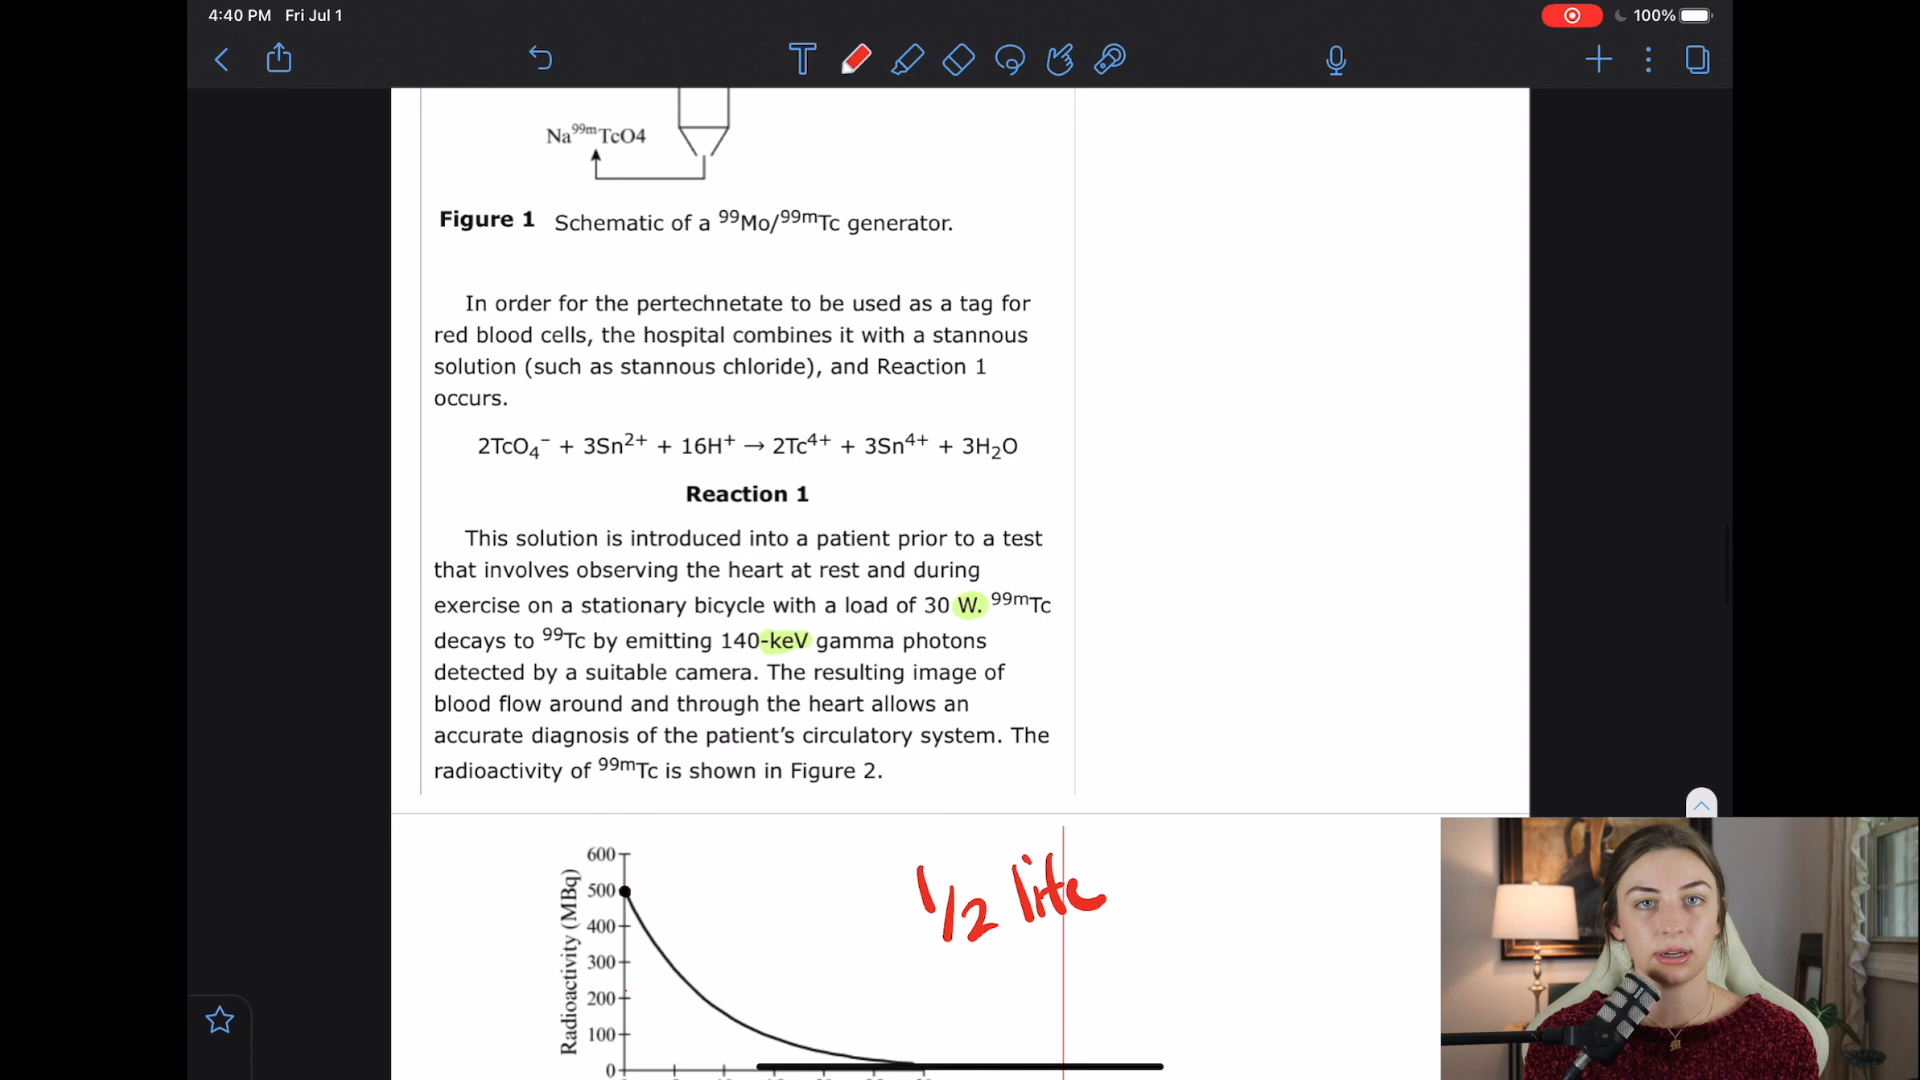 4:40 PM Fri Jul 1
100%
Na99mTcO4
Figure 1 Schematic of a 99Mo/99mTc generator.
In order for the pertechnetate to be used as a tag for
red blood cells, the hospital combines it with a stannous
solution (such as stannous chloride), and Reaction 1
occurs.
2TcO4– + 3Sn2+ + 16H+ → 2Tc4+ + 3Sn4+ + 3H2O
Reaction 1
This solution is introduced into a patient prior to a test
that involves observing the heart at rest and during
exercise on a stationary bicycle with a load of 30 W. 99mTc
decays to 99Tc by emitting 140-keV gamma photons
detected by a suitable camera. The resulting image of
blood flow around and through the heart allows an
accurate diagnosis of the patient’s circulatory system. The
radioactivity of 99mTc is shown in Figure 2.
Radioactivity (MBq)
600
500
400
300
200
100
0
1/2 life